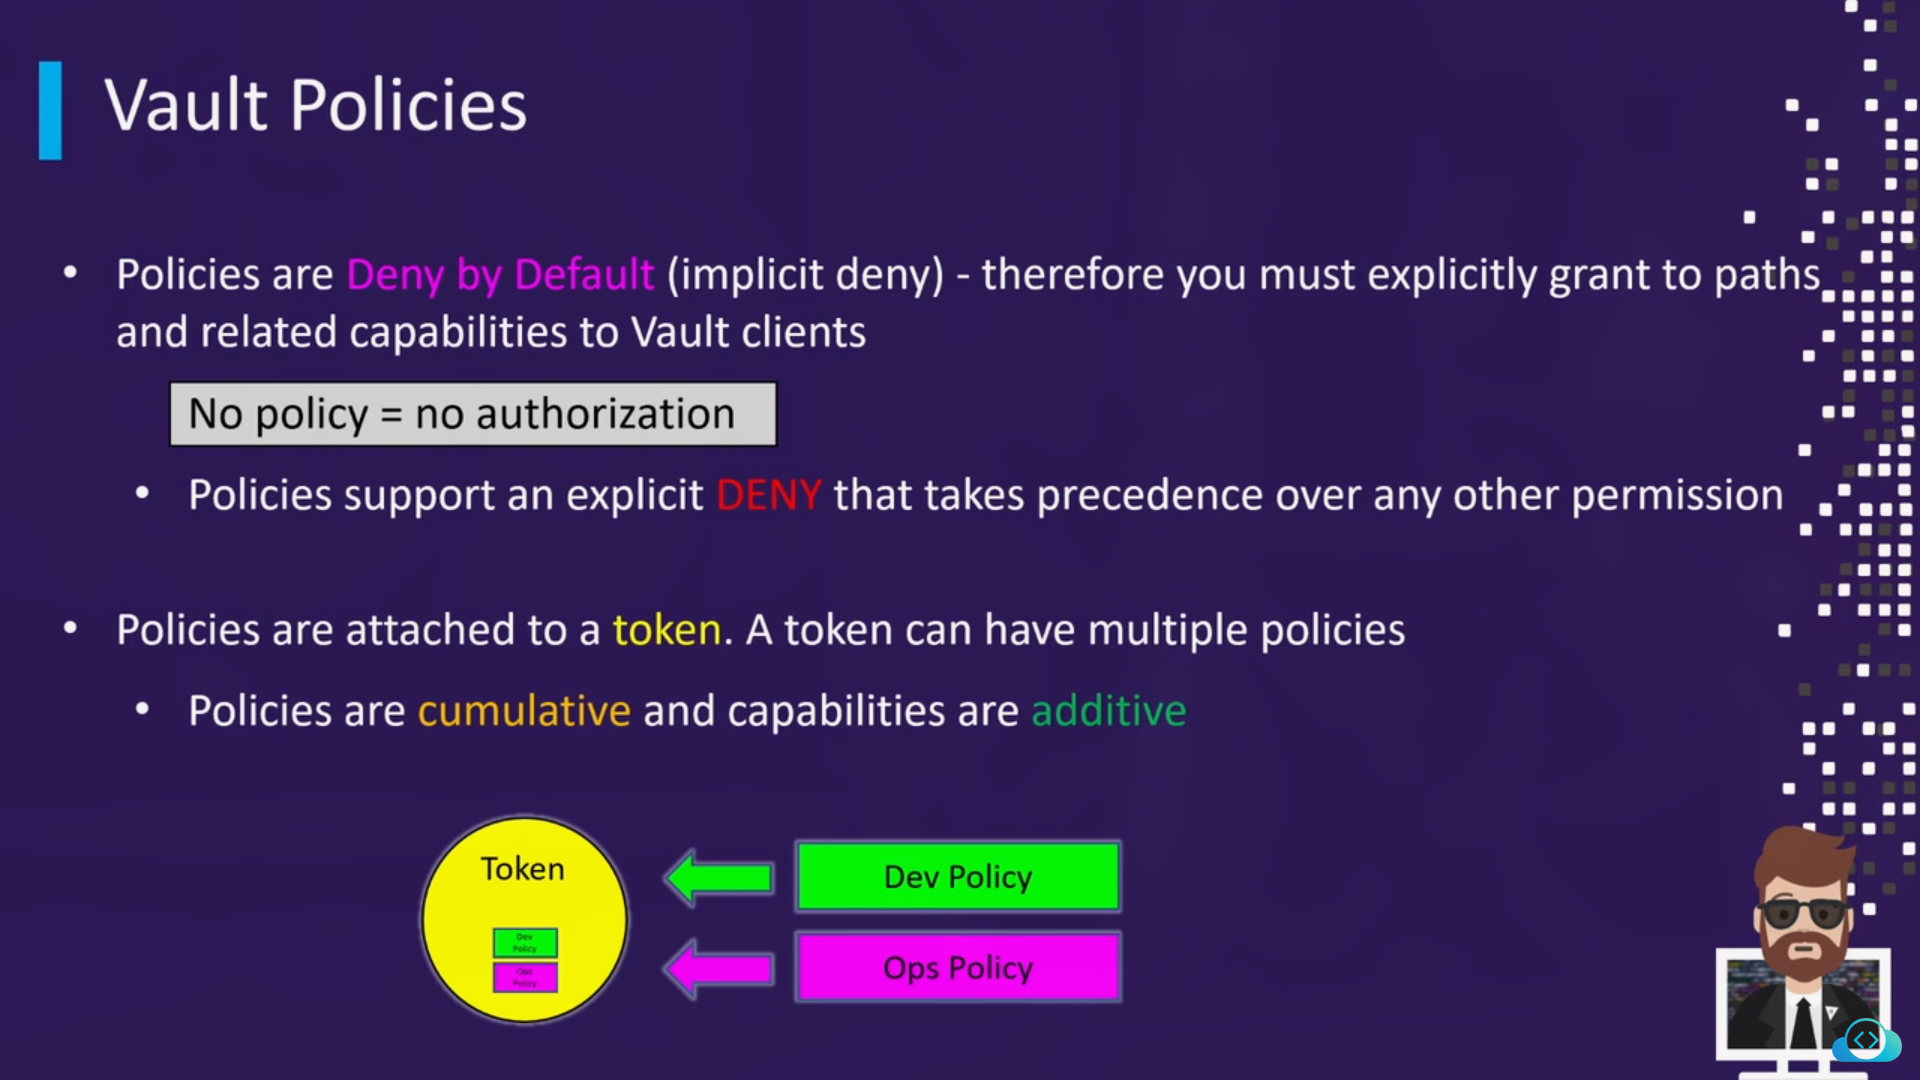 Vault Policies
• Policies are Deny by Default (implicit deny) - therefore you must explicitly grant to paths
and related capabilities to Vault clients
No policy = no authorization
• Policies support an explicit DENY that takes precedence over any other permission
• Policies are attached to a token. A token can have multiple policies
• Policies are cumulative and capabilities are additive
Token
Dev
Policy
Ops
Policy
Dev Policy
Ops Policy